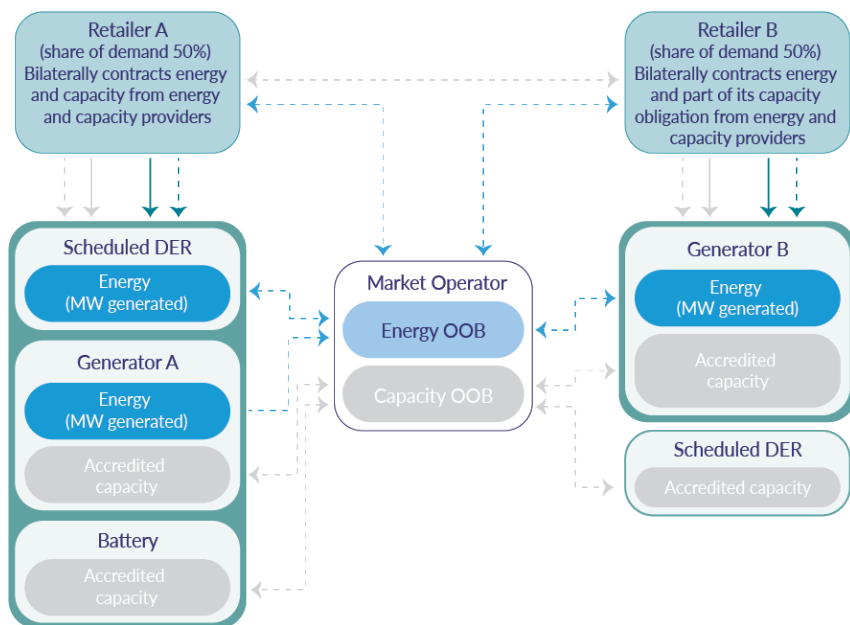 Retailer A
(share of demand 50%)
Bilaterally contracts energy
and capacity from energy
and capacity providers
Retailer B
(share of demand 50%)
Bilaterally contracts energy
and part of its capacity
obligation from energy and
capacity providers
Scheduled DER
Energy
(MW generated)
Generator A
Energy
(MW generated)
Accredited
capacity
Battery
Accredited
capacity
Market Operator
Energy OOB
Capacity OOB
Generator B
Energy
(MW generated)
Accredited
capacity
Scheduled DER
Accredited capacity